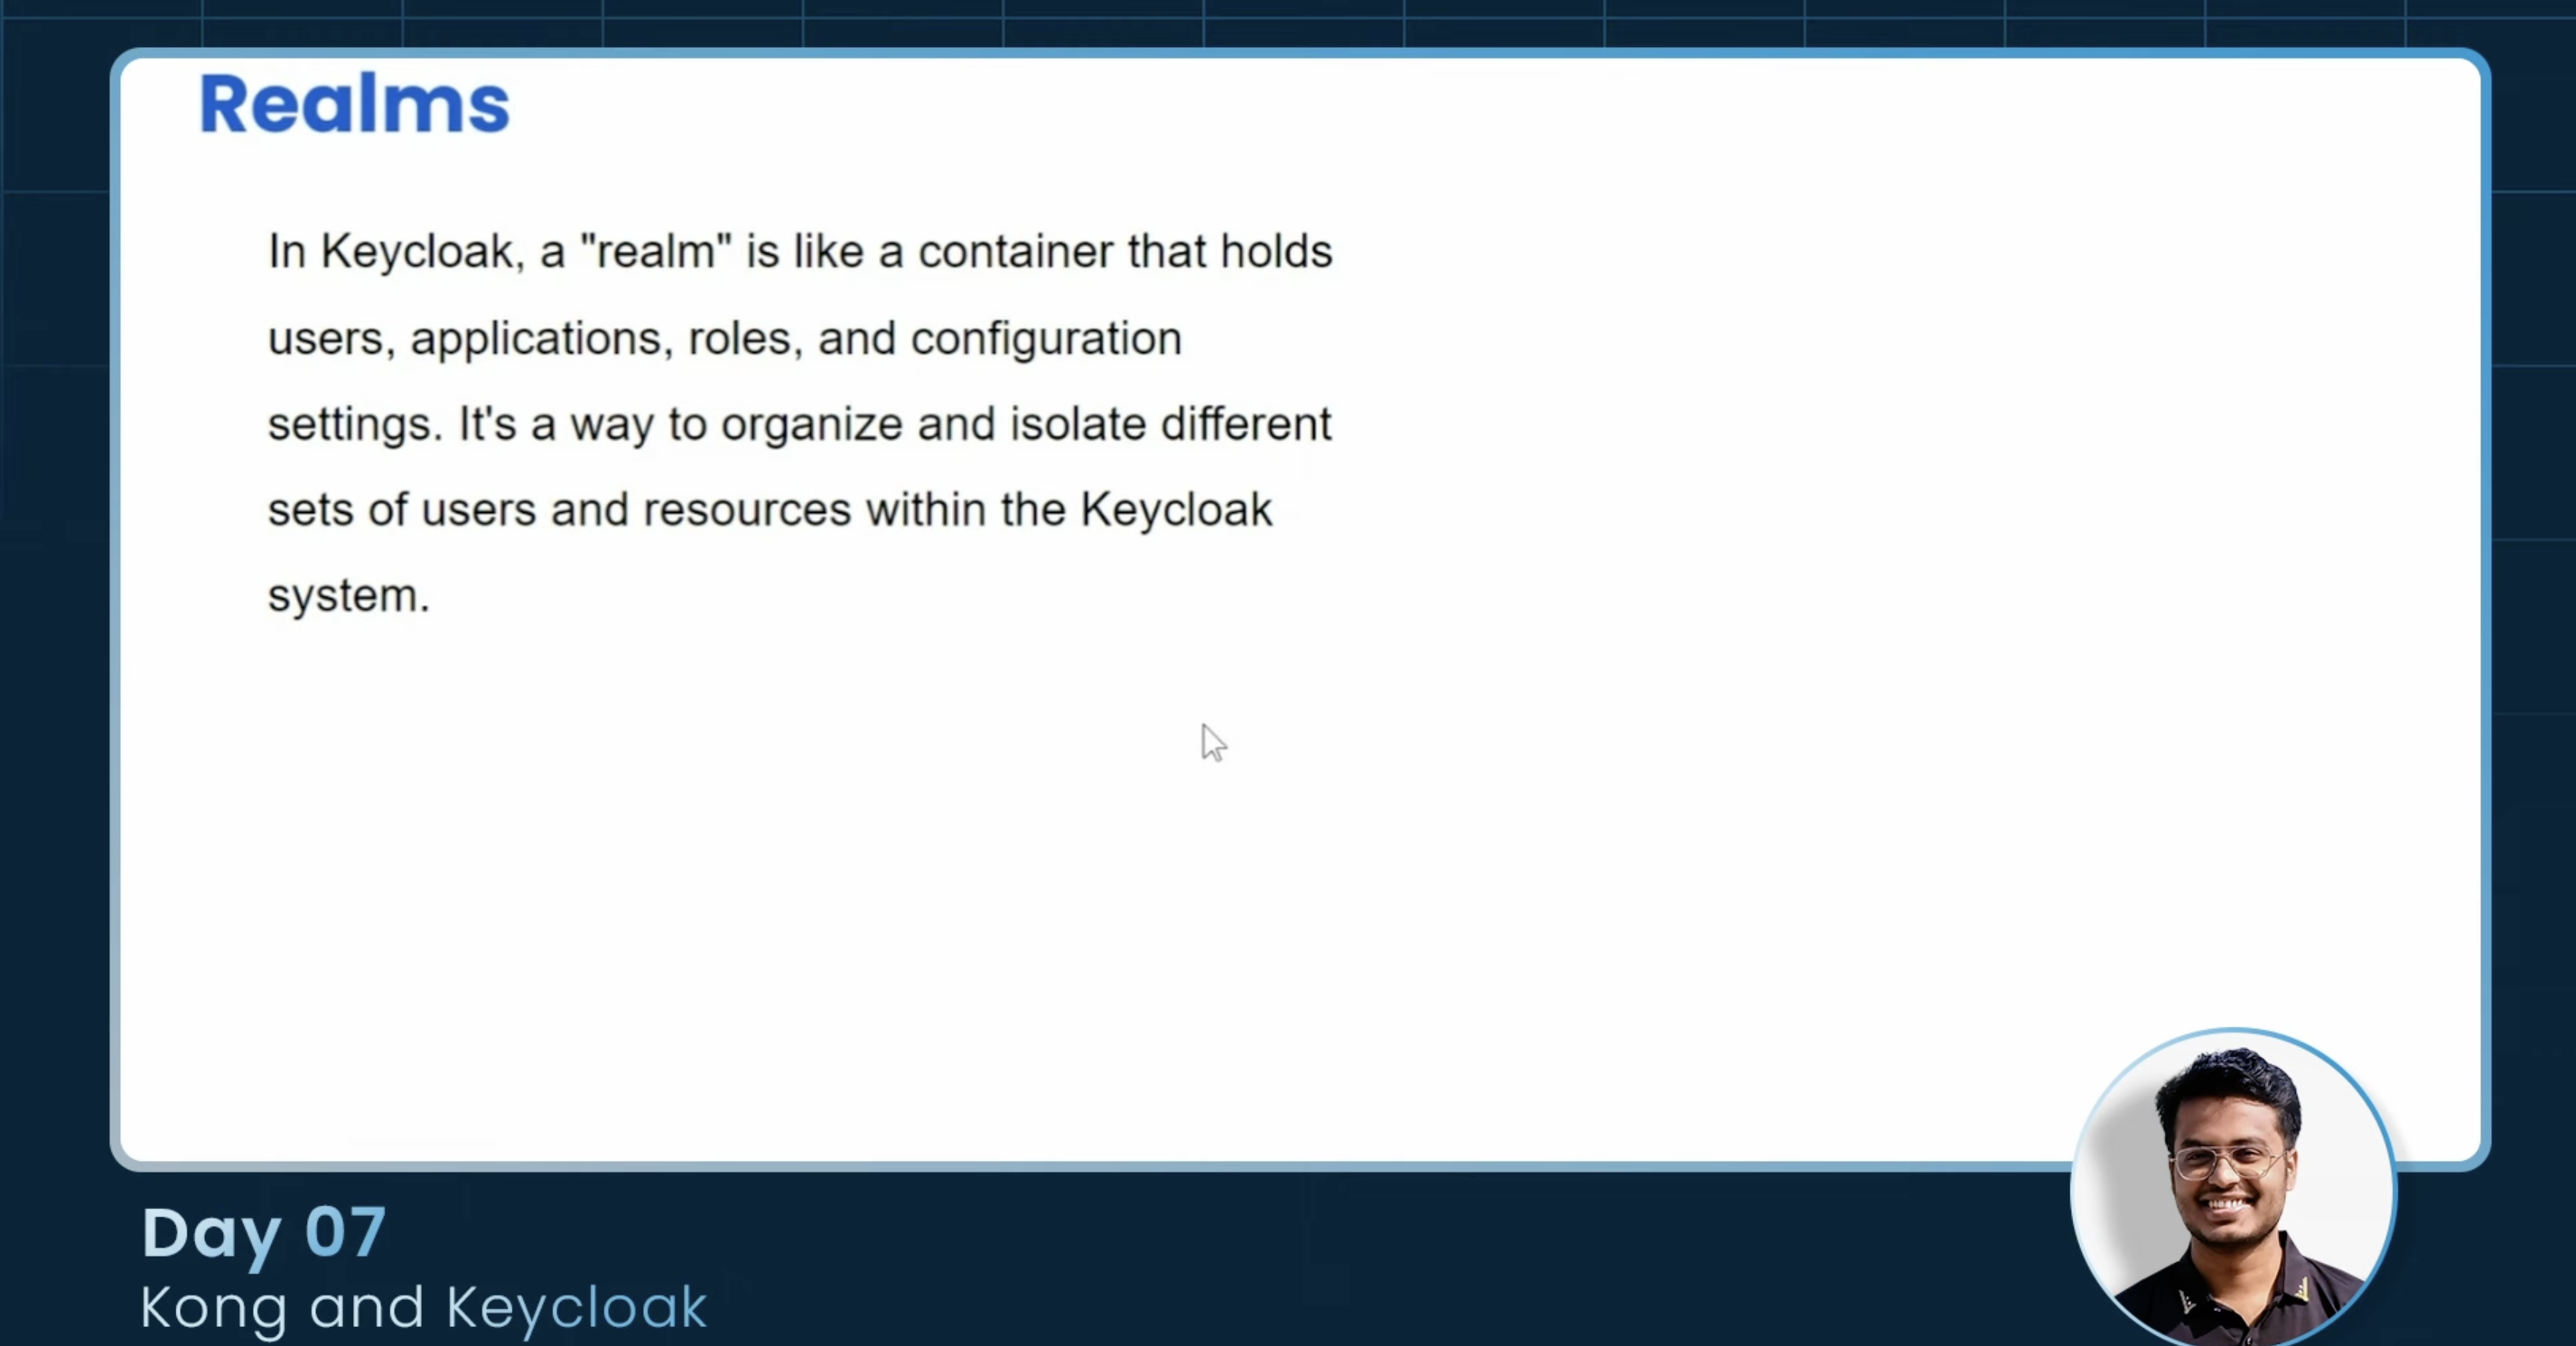 Realms
In Keycloak, a "realm" is like a container that holds
users, applications, roles, and configuration
settings. It's a way to organize and isolate different
sets of users and resources within the Keycloak
system.
Day 07
Kong and Keycloak